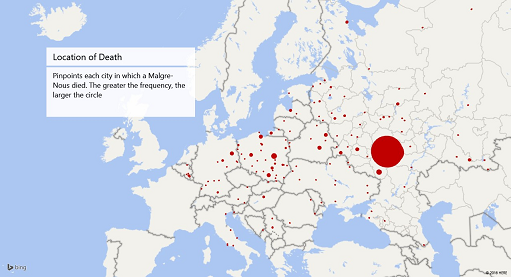 Location of Death
Pinpoints each city in which a Malgre-
Nous died. The greater the frequency, the
larger the circle
bing
© 2016 HERE